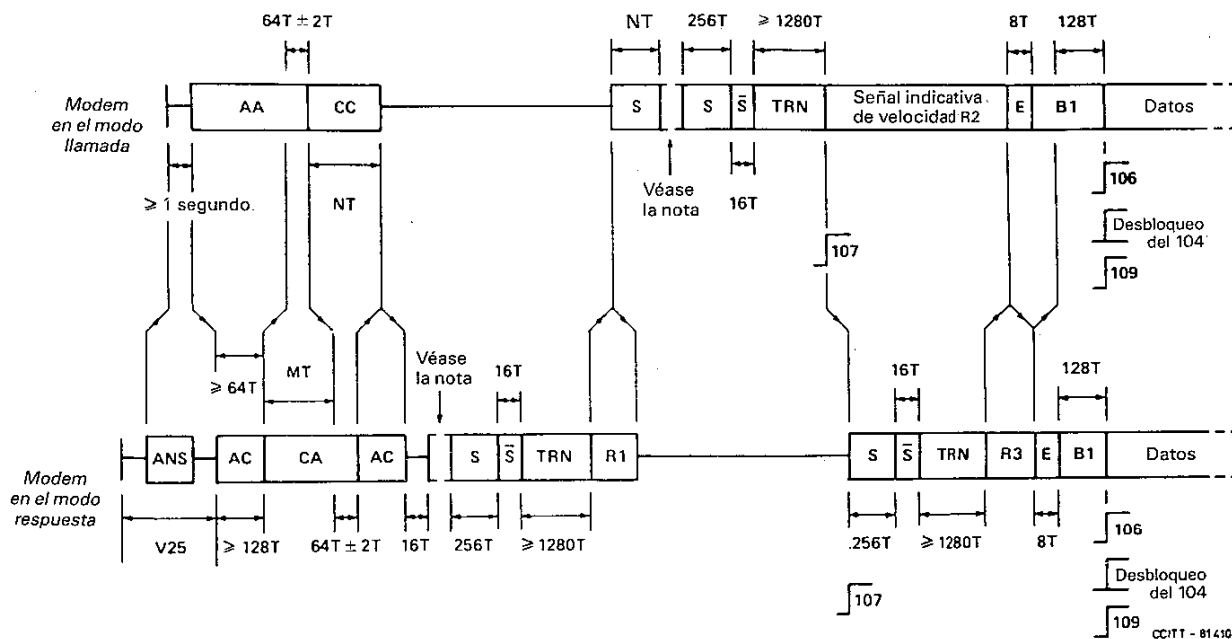 64T ± 2T
NT
256T
≥ 1280T
8T
128T
Modem
en el modo
llamada
AA
CC
S
S
S̅
TRN
Señal indicativa
de velocidad R2
E
B1
Datos
≥ 1 segundo.
NT
Véase
la nota
16T
107
106
Desbloqueo
del 104
109
≥ 64T
MT
Véase
la nota
16T
16T
128T
Modem
en el modo
respuesta
ANS
AC
CA
AC
S
S̅
TRN
R1
S
S̅
TRN
R3
E
B1
Datos
V25
≥ 128T
64T ± 2T
16T
256T
≥ 1280T
.256T
≥ 1280T
8T
107
106
Desbloqueo
del 104
109
CCITT - 81 410